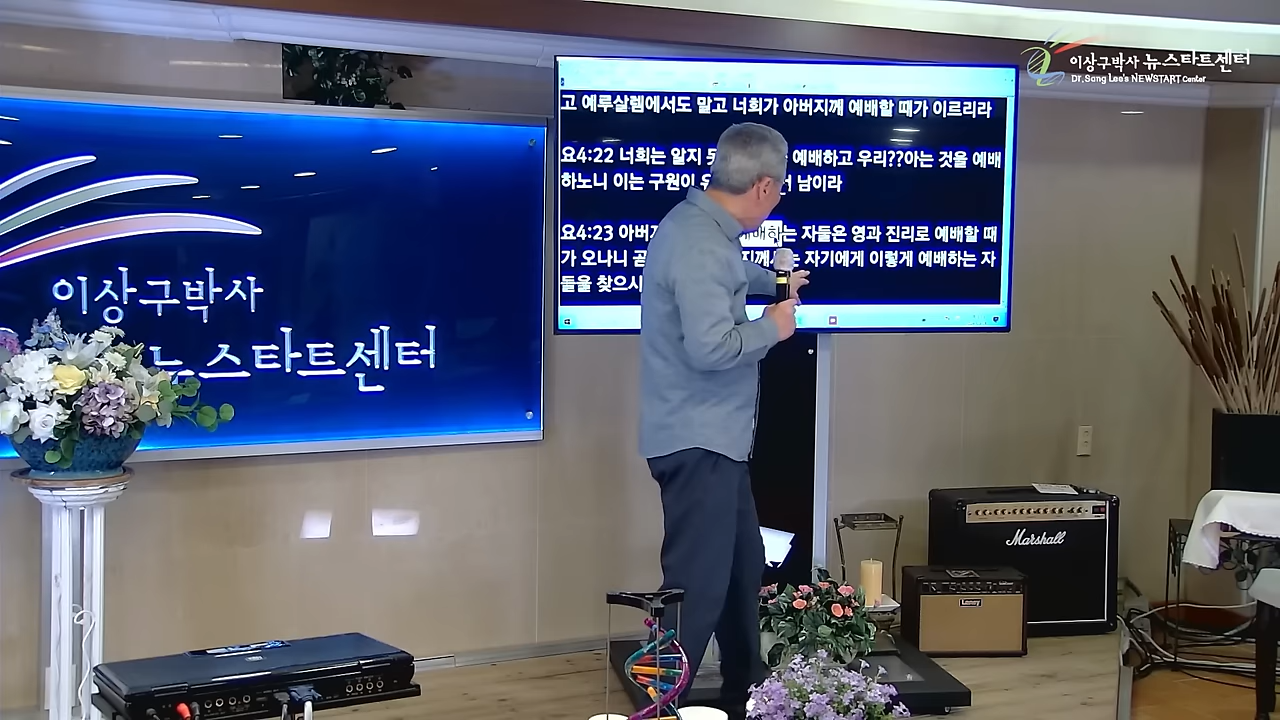 이상구박사 뉴스타트센터
Dr. Sang Lee's NEWSTART Center
고 예루살렘에서도 말고 너희가 아버지께 예배할 때가 이르리라
요4:22 너희는 알지 예배하고 우리??아는 것을 예배
하노니 이는 구원이 남이라
요4:23 예배하는 자들은 영과 진리로 예배할 때
가 오나니 자기에게 이렇게 예배하는 자
들을 찾으시
이상구박사
뉴스타트센터
Marshall
Laney